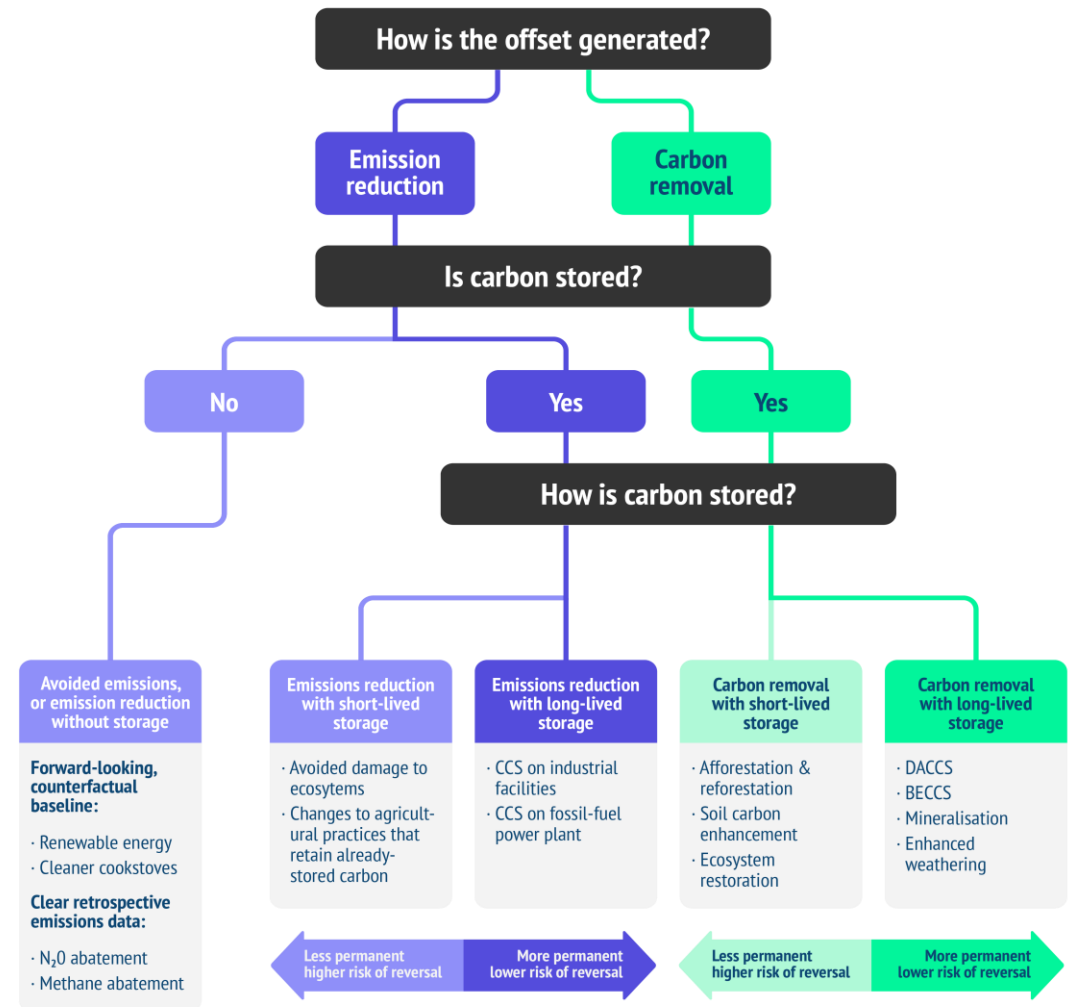 How is the offset generated?
Emission
reduction
Carbon
removal
Is carbon stored?
No
Yes
Yes
How is carbon stored?
Avoided emissions,
or emission reduction
without storage
Forward-looking,
counterfactual
baseline:
· Renewable energy
· Cleaner cookstoves
Clear retrospective
emissions data:
· N₂0 abatement
· Methane abatement
Emissions reduction
with short-lived
storage
· Avoided damage to
ecosytems
· Changes to agricult-
ural practices that
retain already-
stored carbon
Emissions reduction
with long-lived
storage
· CCS on industrial
facilities
· CCS on fossil-fuel
power plant
Carbon removal
with short-lived
storage
· Afforestation &
reforestation
· Soil carbon
enhancement
· Ecosystem
restoration
Carbon removal
with long-lived
storage
· DACCS
· BECCS
· Mineralisation
· Enhanced
weathering
Less permanent
higher risk of reversal
More permanent
lower risk of reversal
Less permanent
higher risk of reversal
More permanent
lower risk of reversal